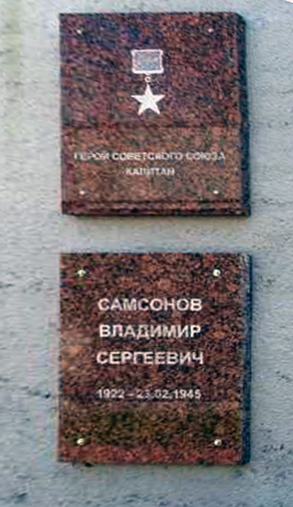 ГЕРОЙ СОВЕТСКОГО СОЮЗА
КАПИТАН
САМСОНОВ
ВЛАДИМИР
СЕРГЕЕВИЧ
1922 - 23.02.1945